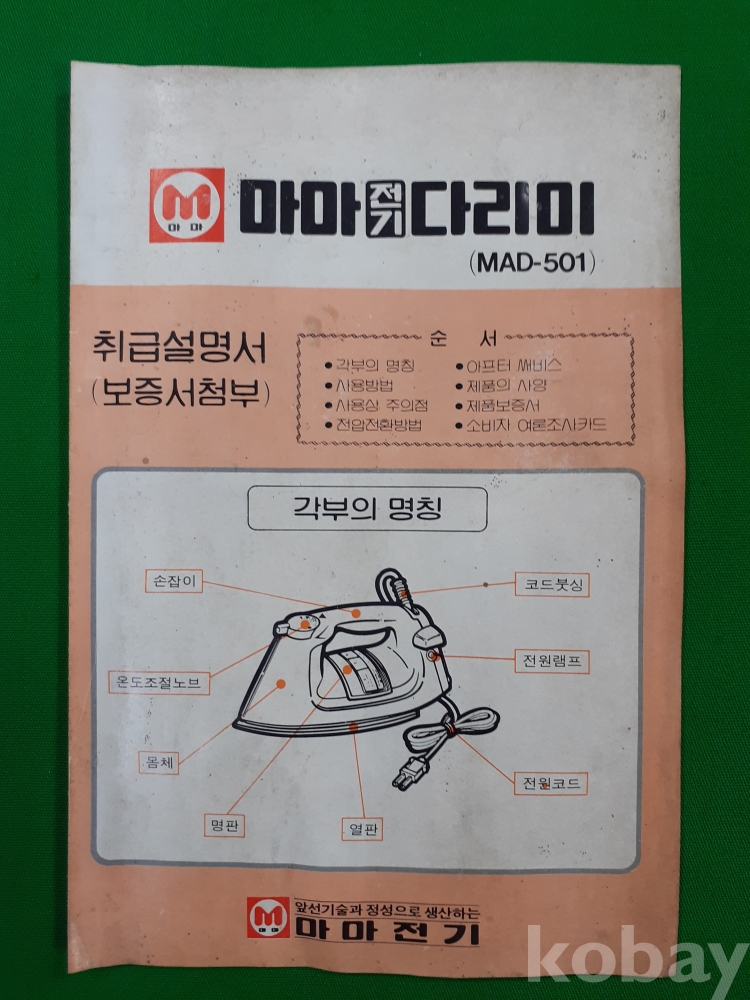 M
마마
마마전기다리미
(MAD-501)
취급설명서
(보증서첨부)
순서
•각부의 명칭
•사용방법
•사용상 주의점
•전압전환방법
•아프터 써비스
•제품의 사양
•제품보증서
•소비자 여론조사카드
각부의 명칭
손잡이
코드붓싱
온도조절노브
전원램프
몸체
전원코드
명판
열판
M
마마
앞선기술과 정성으로 생산하는
마마전기
kobay